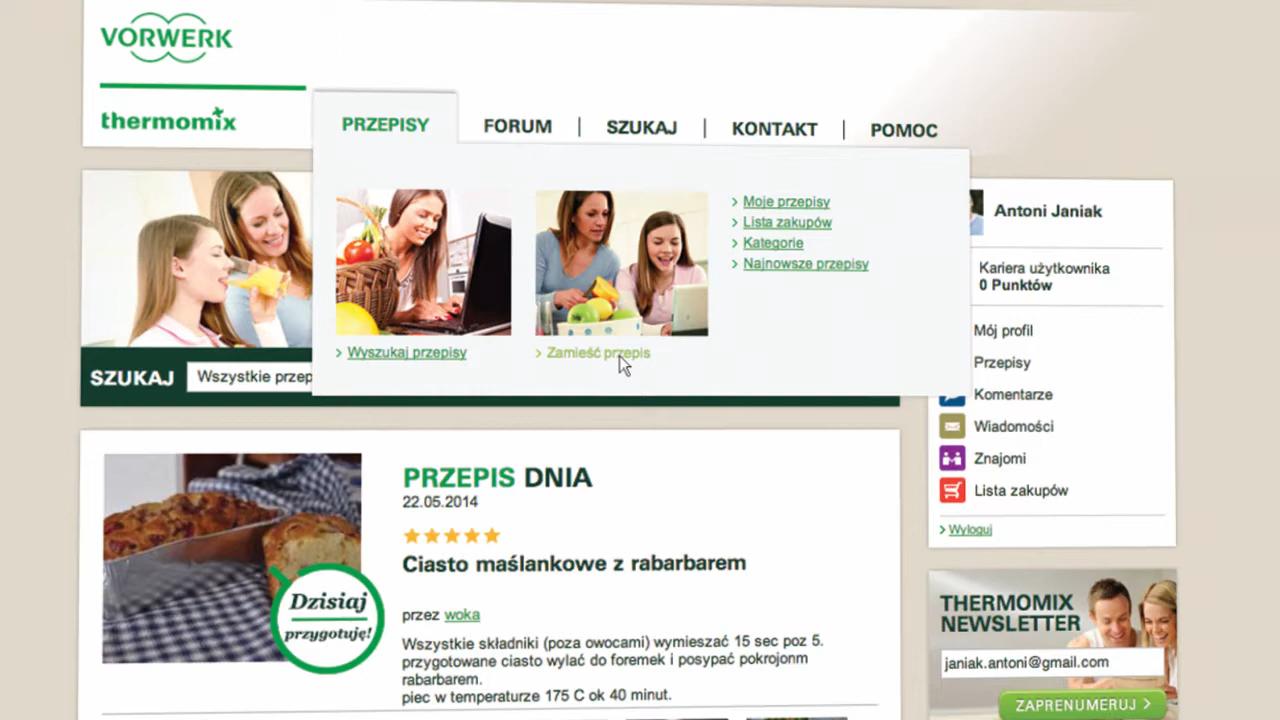 VORWERK
thermomix
PRZEPISY
FORUM
SZUKAJ
KONTAKT
POMOC
> Wyszukaj przepisy
> Zamieść przepis
> Moje przepisy
> Lista zakupów
> Kategorie
> Najnowsze przepisy
SZUKAJ
Wszystkie przep
Antoni Janiak
Kariera użytkownika
0 Punktów
Mój profil
Przepisy
Komentarze
Wiadomości
Znajomi
Lista zakupów
> Wyloguj
PRZEPIS DNIA
22.05.2014
Ciasto maślankowe z rabarbarem
przez woka
Wszystkie składniki (poza owocami) wymieszać 15 sec poz 5.
przygotowane ciasto wylać do foremek i posypać pokrojonm
rabarbarem.
piec w temperaturze 175 C ok 40 minut.
Dzisiaj
przygotuję!
THERMOMIX
NEWSLETTER
janiak.antoni@gmail.com
ZAPRENUMERUJ >